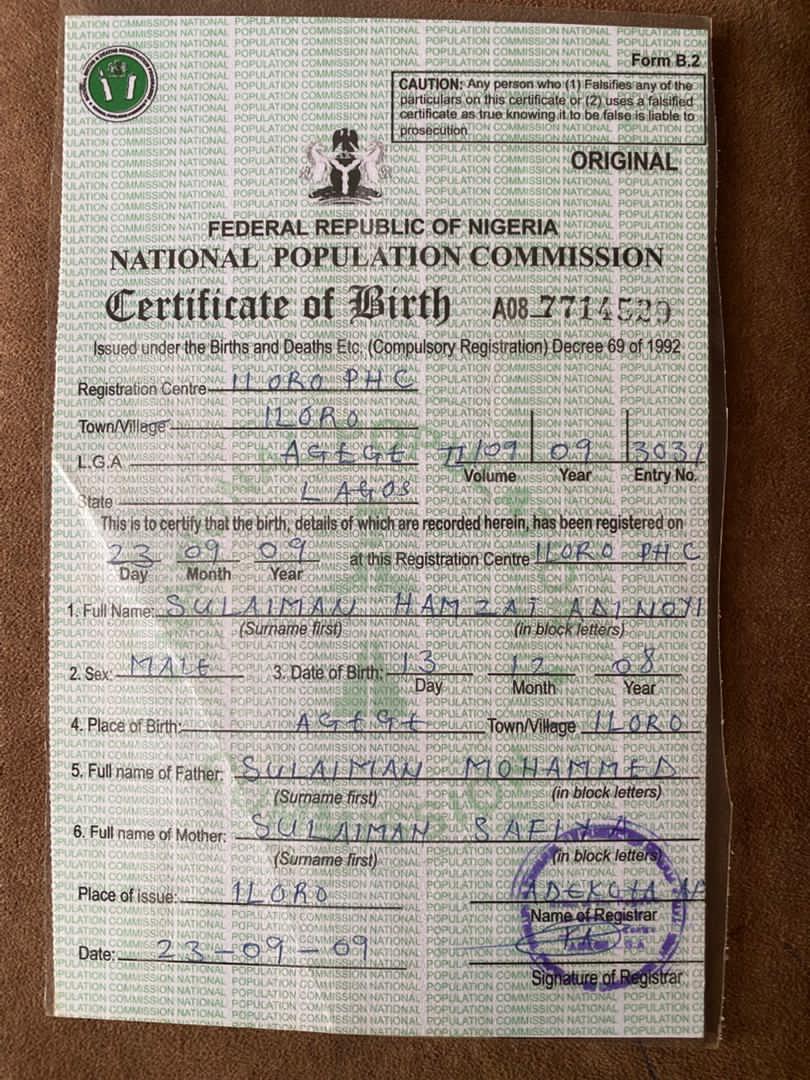 Form B.2
CAUTION: Any person who (1) Falsifies any of the
particulars on this certificate or (2) uses a falsified
certificate as true knowing it to be false is liable to
prosecution
ORIGINAL
FEDERAL REPUBLIC OF NIGERIA
NATIONAL POPULATION COMMISSION
Certificate of Birth A08 7714520
Issued under the Births and Deaths Etc. (Compulsory Registration) Decree 69 of 1992
Registration Centre ILORO PHC
Town/Village ILORO
L.G.A AGEGE II/09 09 3031
Volume Year Entry No.
State LAGOS
This is to certify that the birth, details of which are recorded herein, has been registered on
23 09 09 at this Registration Centre ILORO PHC
Day Month Year
1. Full Name: SULAIMAN HAMZAT ADINOYI
(Surname first) (in block letters)
2. Sex: MALE 3. Date of Birth: 13 12 08
Day Month Year
4. Place of Birth: AGEGE Town/Village ILORO
5. Full name of Father: SULAIMAN MOHAMMED
(Surname first) (in block letters)
6. Full name of Mother: SULAIMAN SAFIYA
(Surname first) (in block letters)
Place of issue: ILORO
Name of Registrar
Date: 23-09-09
Signature of Registrar